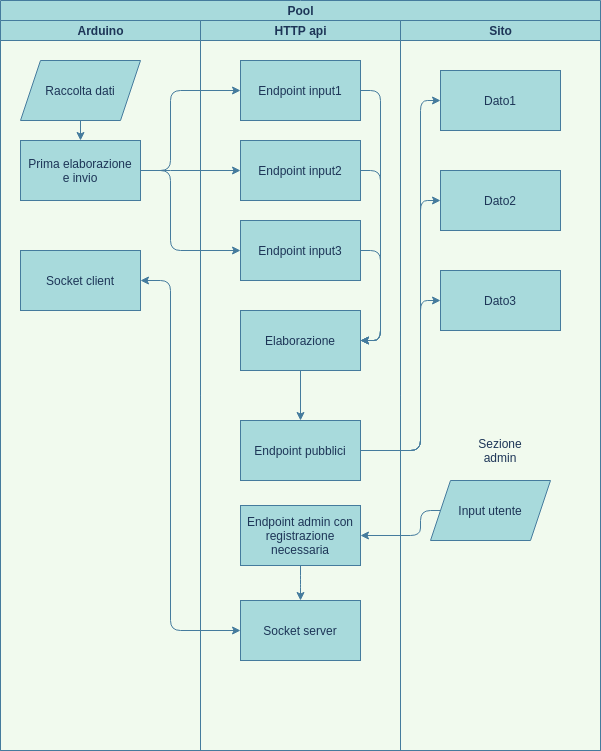 Pool
Arduino
HTTP api
Sito
Raccolta dati
Prima elaborazione
e invio
Socket client
Endpoint input1
Endpoint input2
Endpoint input3
Elaborazione
Endpoint pubblici
Endpoint admin con
registrazione
necessaria
Socket server
Dato1
Dato2
Dato3
Sezione
admin
Input utente